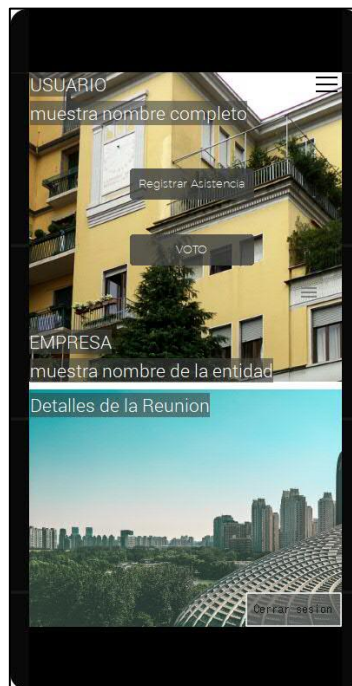 USUARIO
muestra nombre completo
Registrar Asistencia
VOTO
EMPRESA
muestra nombre de la entidad
Detalles de la Reunion
Cerrar sesion